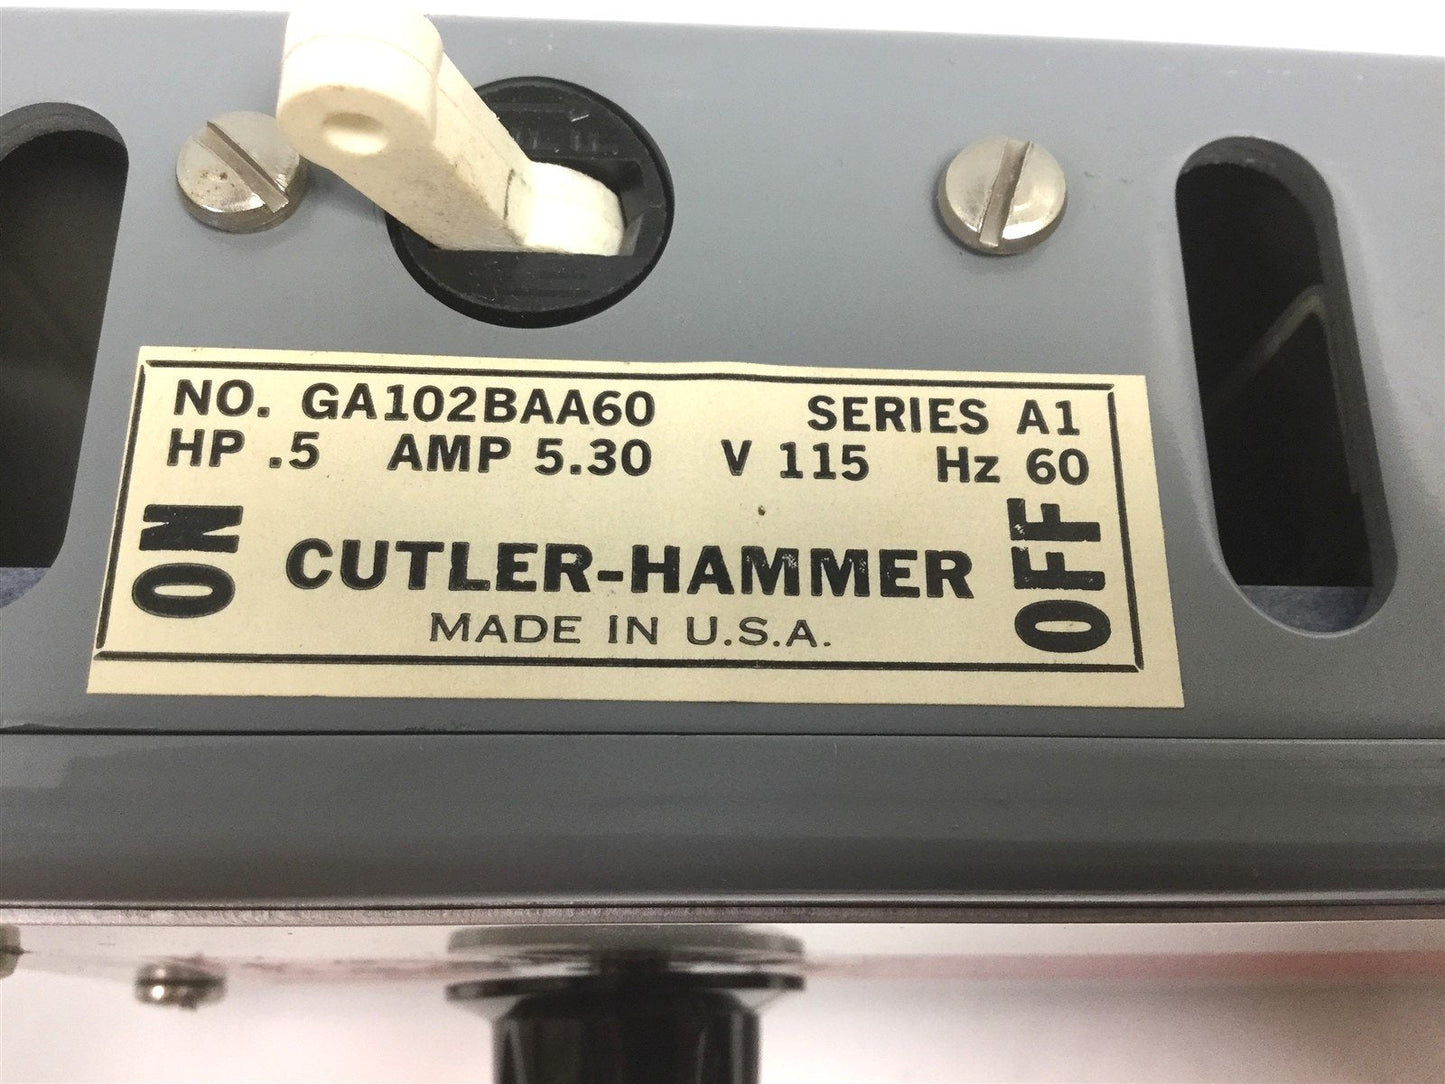 NO. GA102BAA60 SERIES A1
HP .5 AMP 5.30 V 115 Hz 60
ON
CUTLER-HAMMER
OFF
MADE IN U.S.A.